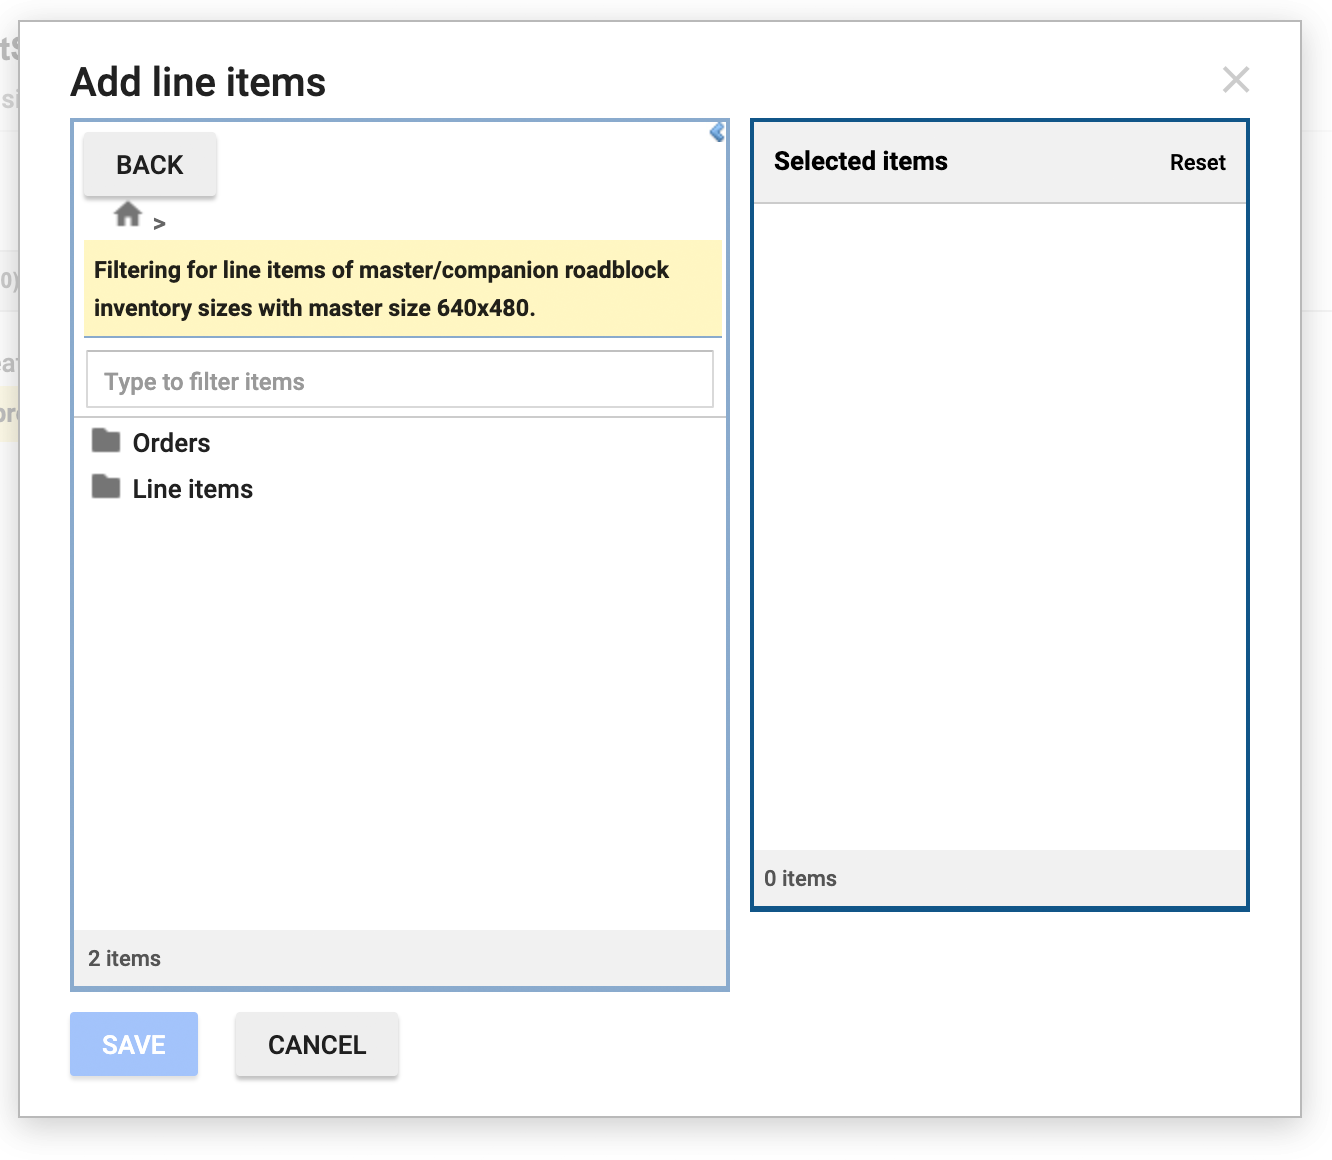 Add line items
BACK
>
Filtering for line items of master/companion roadblock
inventory sizes with master size 640x480.
Type to filter items
Orders
Line items
2 items
Selected items
Reset
0 items
SAVE
CANCEL